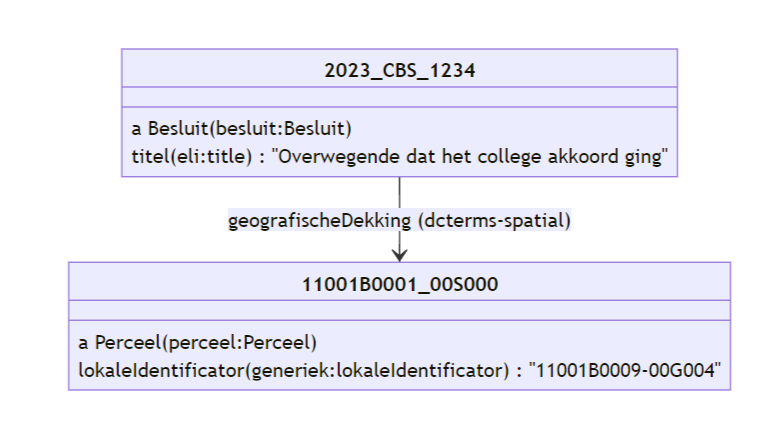 2023_CBS_1234
a Besluit(besluit:Besluit)
titel(eli:title) : "Overwegende dat het college akkoord ging"
geografischeDekking (dcterms-spatial)
11001B0001_00S000
a Perceel(perceel:Perceel)
lokaleIdentificator(generiek:lokaleIdentificator) : "11001B0009-00G004"